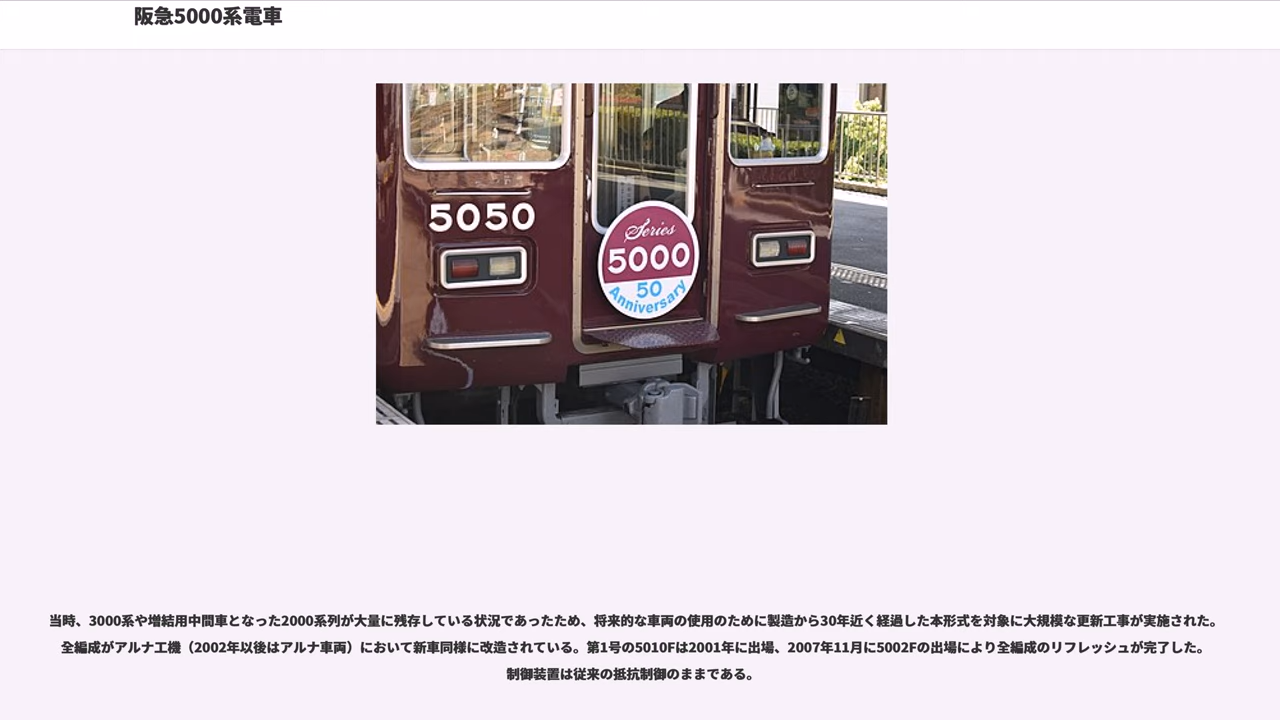 阪急5000系電車
5050
Series
5000
50
Anniversary
当時、3000系や増結用中間車となった2000系列が大量に残存している状況であったため、将来的な車両の使用のために製造から30年近く経過した本形式を対象に大規模な更新工事が実施された。
全編成がアルナ工機（2002年以後はアルナ車両）において新車同様に改造されている。第1号の5010Fは2001年に出場、2007年11月に5002Fの出場により全編成のリフレッシュが完了した。
制御装置は従来の抵抗制御のままである。